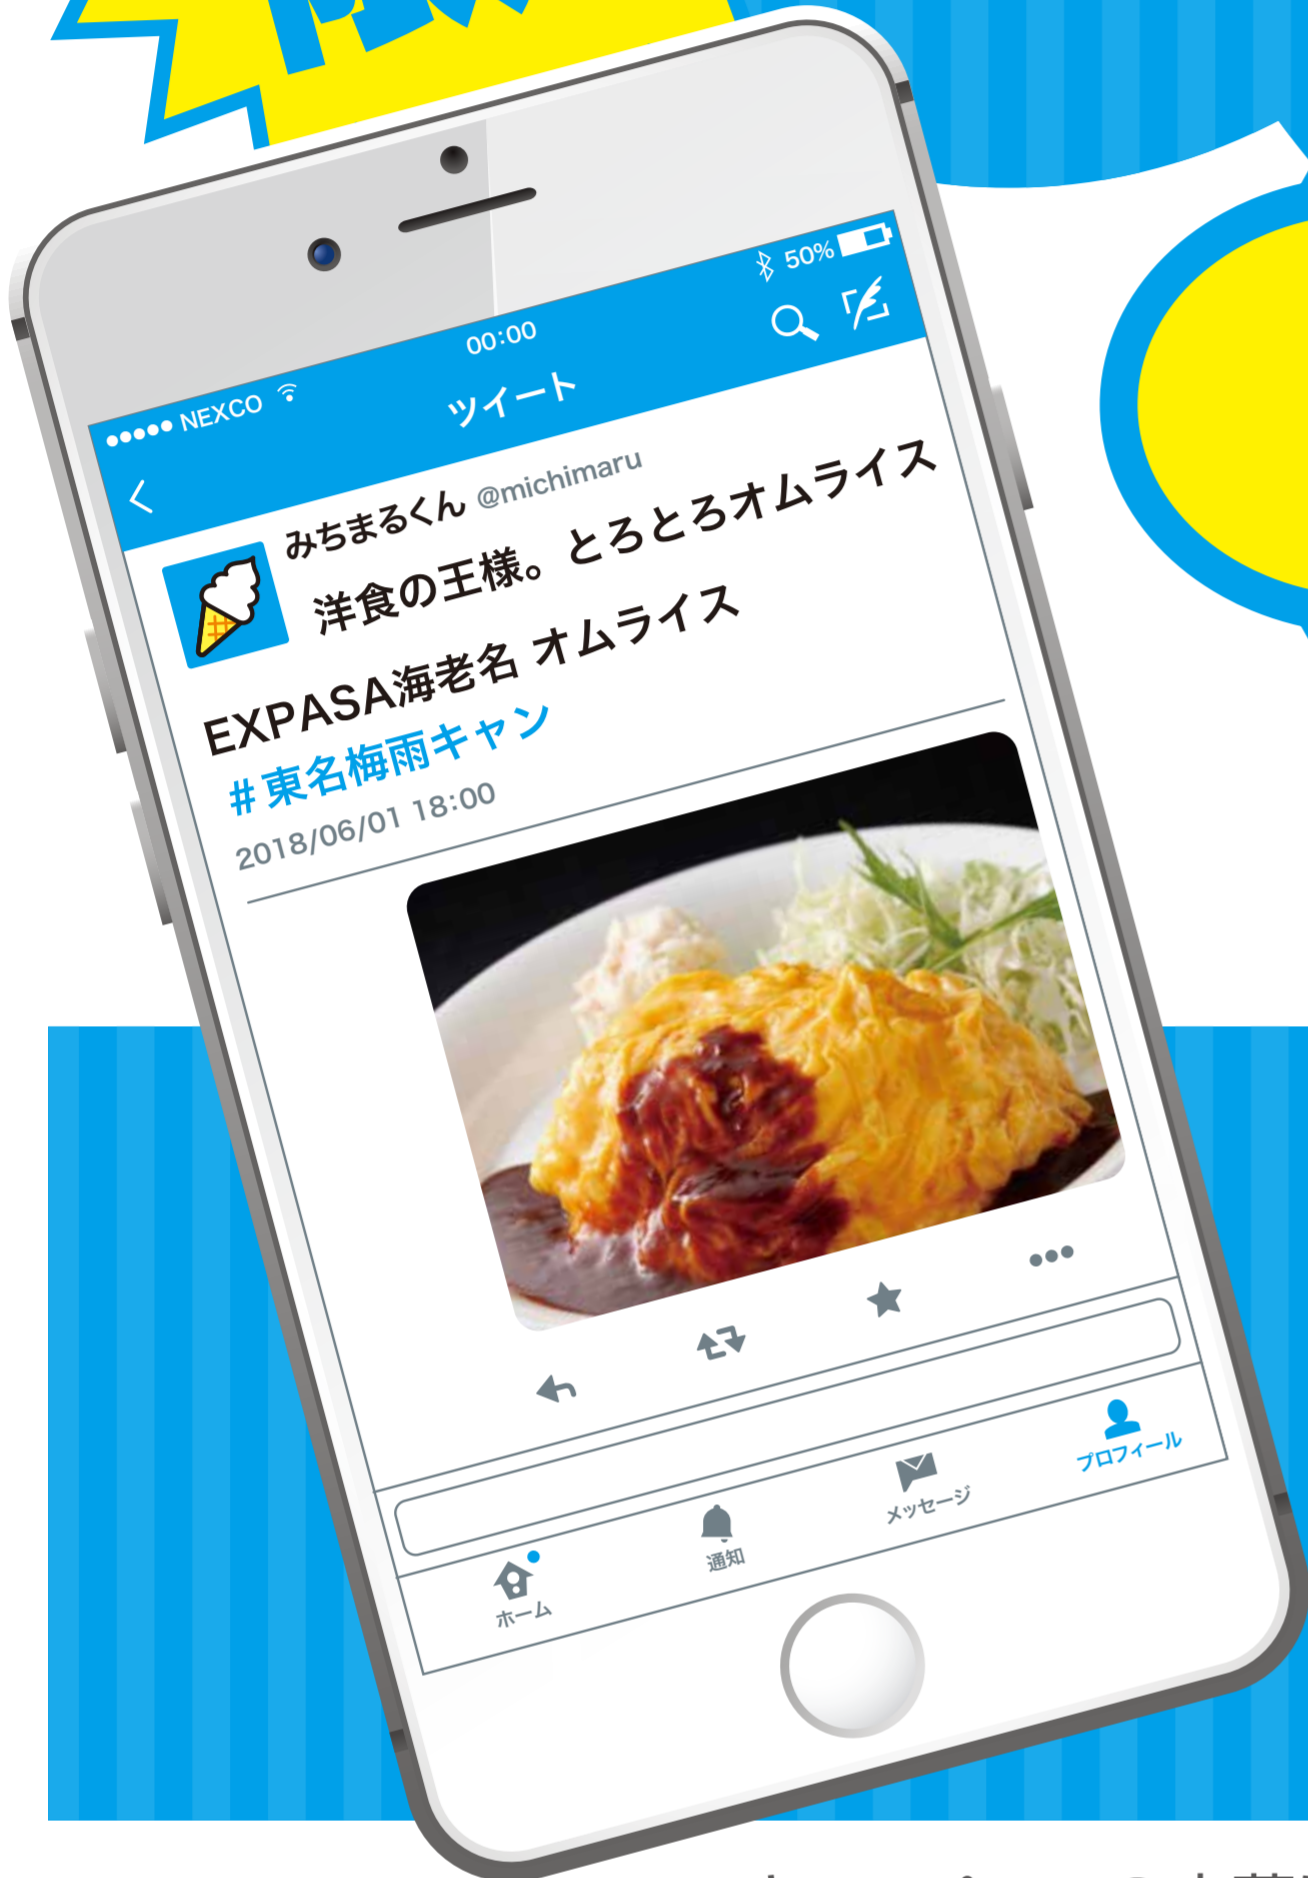 50%
00:00
NEXCO
ツイート
みちまるくん @michimaru
洋食の王様。とろとろオムライス
EXPASA海老名 オムライス
#東名梅雨キャン
2018/06/01 18:00
ホーム
通知
メッセージ
プロフィール